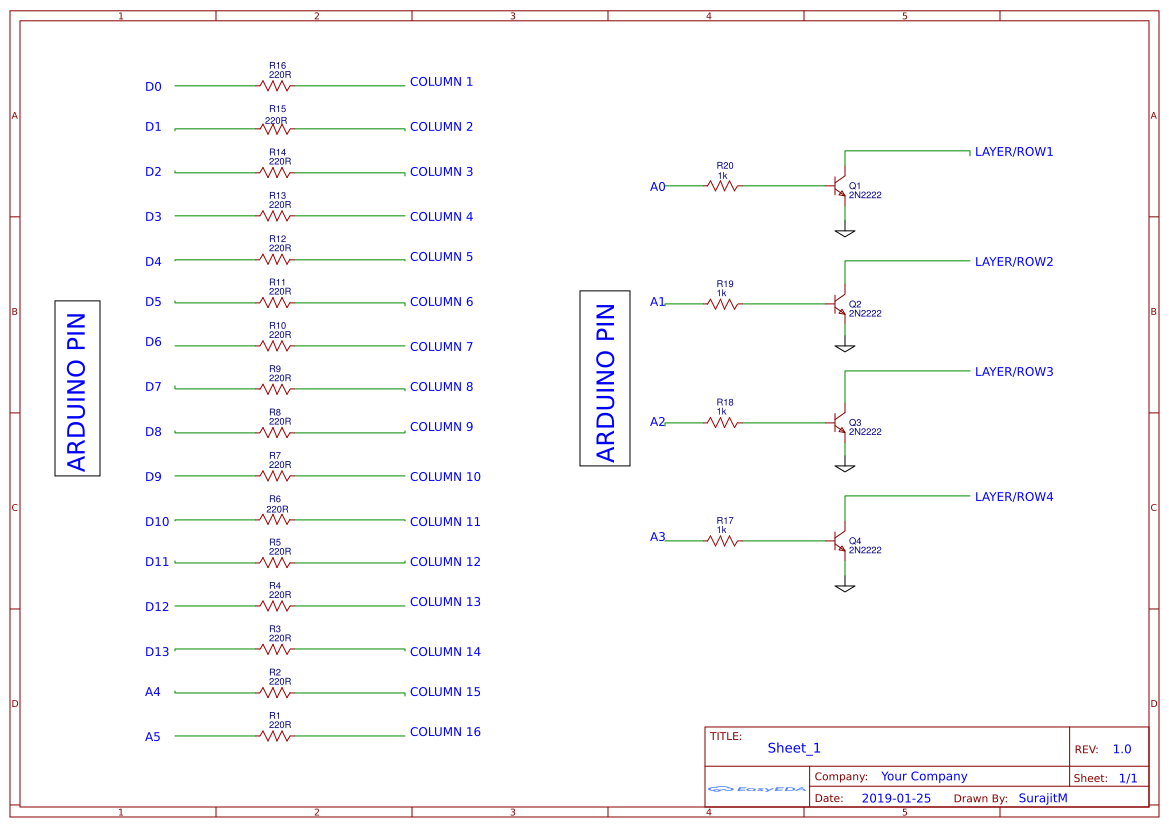 1 2 3 4 5
A A
R16
220R
D0 COLUMN 1
R15
220R
D1 COLUMN 2
R14
220R
D2 COLUMN 3
R13
220R
D3 COLUMN 4
R12
220R
D4 COLUMN 5
B B
R11
220R
D5 COLUMN 6
R10
220R
D6 COLUMN 7
R9
220R
D7 COLUMN 8
R8
220R
D8 COLUMN 9
R7
220R
D9 COLUMN 10
C C
R6
220R
D10 COLUMN 11
R5
220R
D11 COLUMN 12
R4
220R
D12 COLUMN 13
R3
220R
D13 COLUMN 14
R2
220R
A4 COLUMN 15
D D
R1
220R
A5 COLUMN 16
ARDUINO PIN
ARDUINO PIN
LAYER/ROW1
R20
1k
A0
Q1
2N2222
LAYER/ROW2
R19
1k
A1
Q2
2N2222
LAYER/ROW3
R18
1k
A2
Q3
2N2222
LAYER/ROW4
R17
1k
A3
Q4
2N2222
TITLE:
Sheet_1
REV: 1.0
EasyEDA
Company: Your Company
Sheet: 1/1
Date: 2019-01-25 Drawn By: SurajitM
1 2 3 4 5